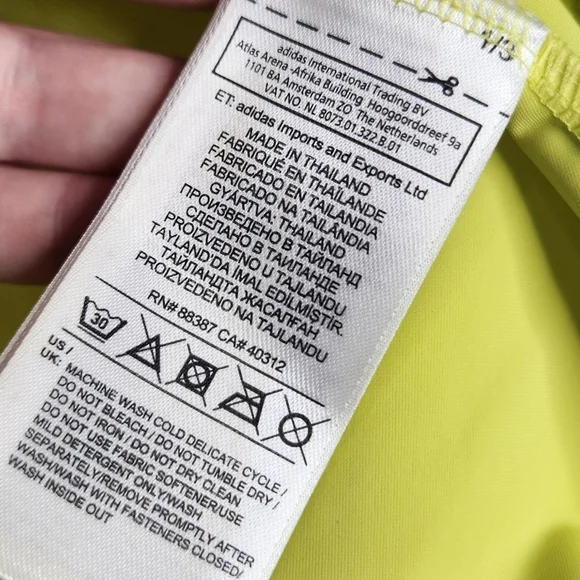 1/3
adidas International Trading BV
Atlas Arena -Afrika Building Hoogoorddreef 9a
1101 BA Amsterdam ZO, The Netherlands
VAT NO. NL 8073.01.322.B.01
ET: adidas Imports and Exports Ltd
MADE IN THAILAND
FABRIQUÉ EN THAÏLANDE
FABRICADO EN TAILANDIA
FABRICADO NA TAILÂNDIA
GYÁRTVA: THAILAND
ПРОИЗВЕДЕНО В ТАЙЛАНД
СДЕЛАНО В ТАИЛАНДЕ
PROIZVEDENO U TAJLANDU
TAYLAND'DA İMAL EDİLMİŞTİR.
ТАЙЛАНДТА ЖАСАЛҒАН
PROIZVEDENO NA TAJLANDU
RN# 88387 CA# 40312
30
US /
UK: MACHINE WASH COLD DELICATE CYCLE /
DO NOT BLEACH / DO NOT TUMBLE DRY /
DO NOT IRON / DO NOT DRY CLEAN
DO NOT USE FABRIC SOFTENER/USE
MILD DETERGENT ONLY/WASH
SEPARATELY/REMOVE PROMPTLY AFTER
WASH/WASH WITH FASTENERS CLOSED/
WASH INSIDE OUT